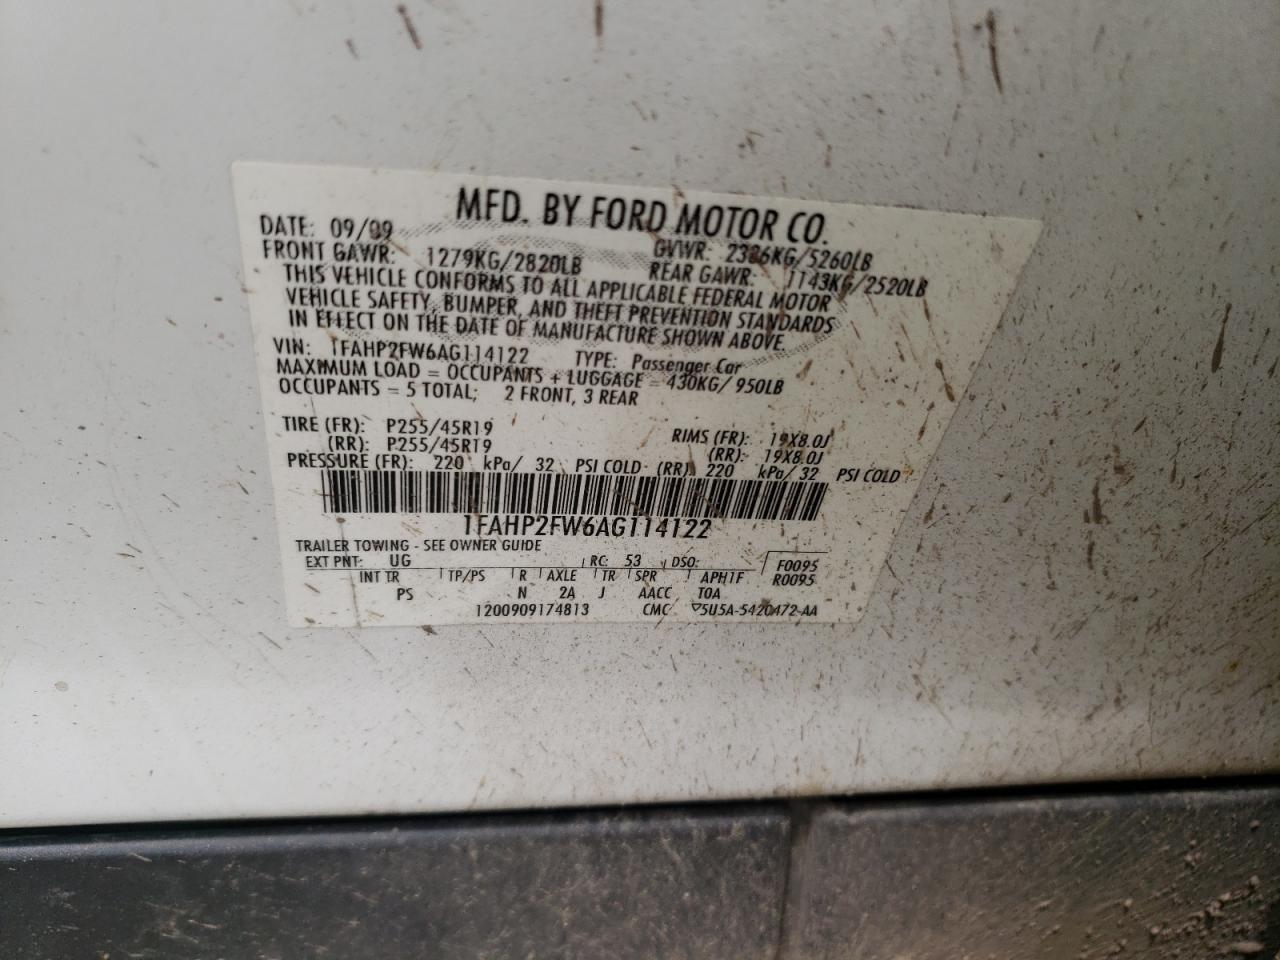 MFD. BY FORD MOTOR CO.
DATE: 09/09 GVWR: 2386KG/5260LB
FRONT GAWR: 1279KG/2820LB REAR GAWR: 1143KG/2520LB
THIS VEHICLE CONFORMS TO ALL APPLICABLE FEDERAL MOTOR
VEHICLE SAFETY, BUMPER, AND THEFT PREVENTION STANDARDS
IN EFFECT ON THE DATE OF MANUFACTURE SHOWN ABOVE.
VIN: 1FAHP2FW6AG114122 TYPE: Passenger Car
MAXIMUM LOAD = OCCUPANTS + LUGGAGE = 430KG/ 950LB
OCCUPANTS = 5 TOTAL; 2 FRONT, 3 REAR
TIRE (FR): P255/45R19 RIMS (FR): 19X8.0J
(RR): P255/45R19 (RR): 19X8.0J
PRESSURE (FR): 220 kPa/ 32 PSI COLD (RR) 220 kPa/ 32 PSI COLD
1FAHP2FW6AG114122
TRAILER TOWING - SEE OWNER GUIDE
EXT PNT: UG RC: 53 DSO: F0095
INT TR TP/PS R AXLE TR SPR APHTF R0095
PS N 2A J AACC TOA
1200909174813 CMC ▽5U5A-5420472-AA